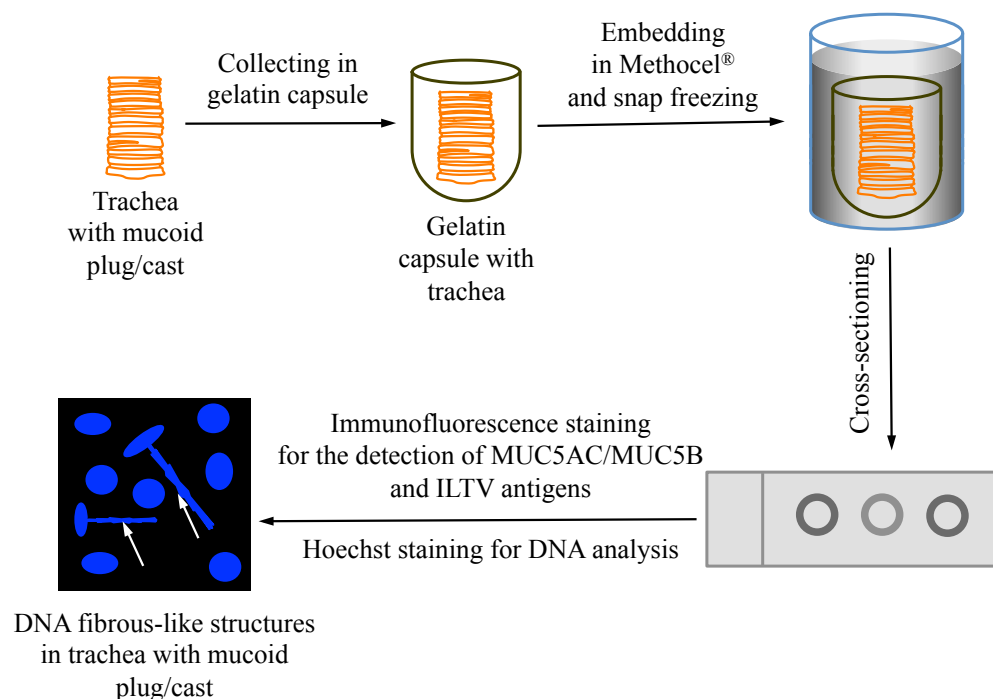 Collecting in
gelatin capsule
Embedding
in Methocel®
and snap freezing
Trachea
with mucoid
plug/cast
Gelatin
capsule with
trachea
Cross-sectioning
Immunofluorescence staining
for the detection of MUC5AC/MUC5B
and ILTV antigens
Hoechst staining for DNA analysis
DNA fibrous-like structures
in trachea with mucoid
plug/cast